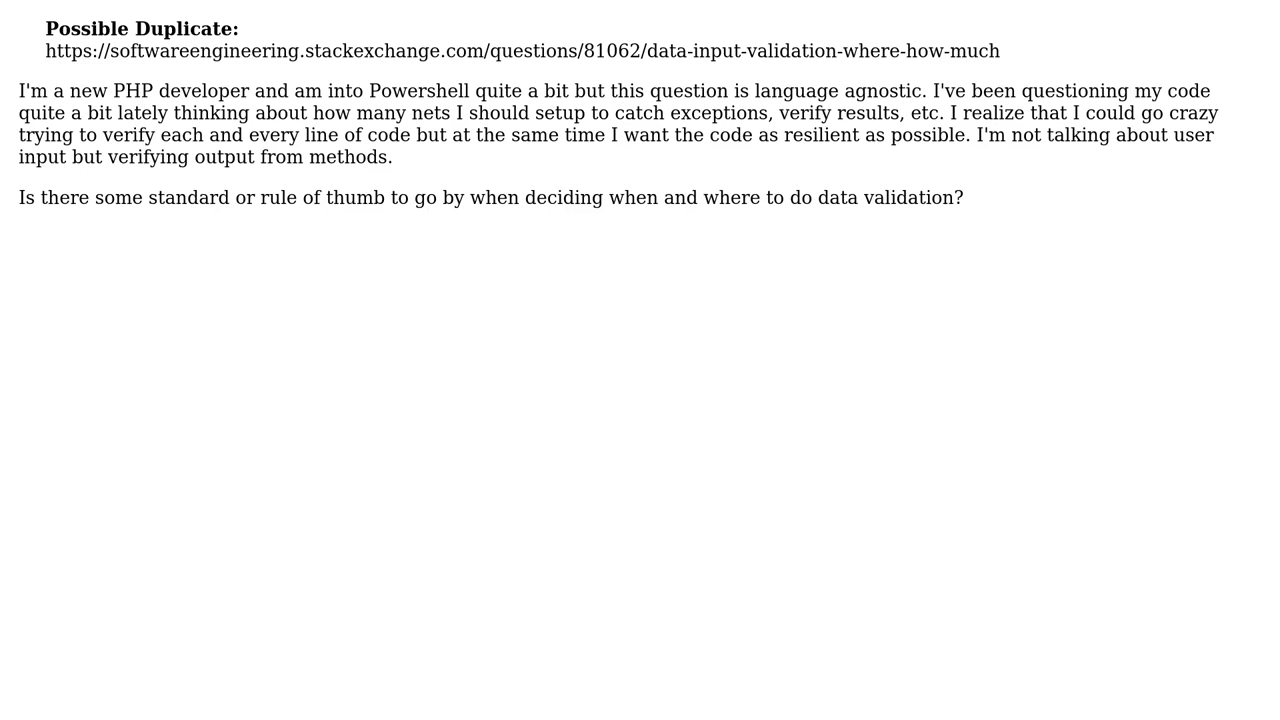 Possible Duplicate:
https://softwareengineering.stackexchange.com/questions/81062/data-input-validation-where-how-much
I'm a new PHP developer and am into Powershell quite a bit but this question is language agnostic. I've been questioning my code
quite a bit lately thinking about how many nets I should setup to catch exceptions, verify results, etc. I realize that I could go crazy
trying to verify each and every line of code but at the same time I want the code as resilient as possible. I'm not talking about user
input but verifying output from methods.
Is there some standard or rule of thumb to go by when deciding when and where to do data validation?